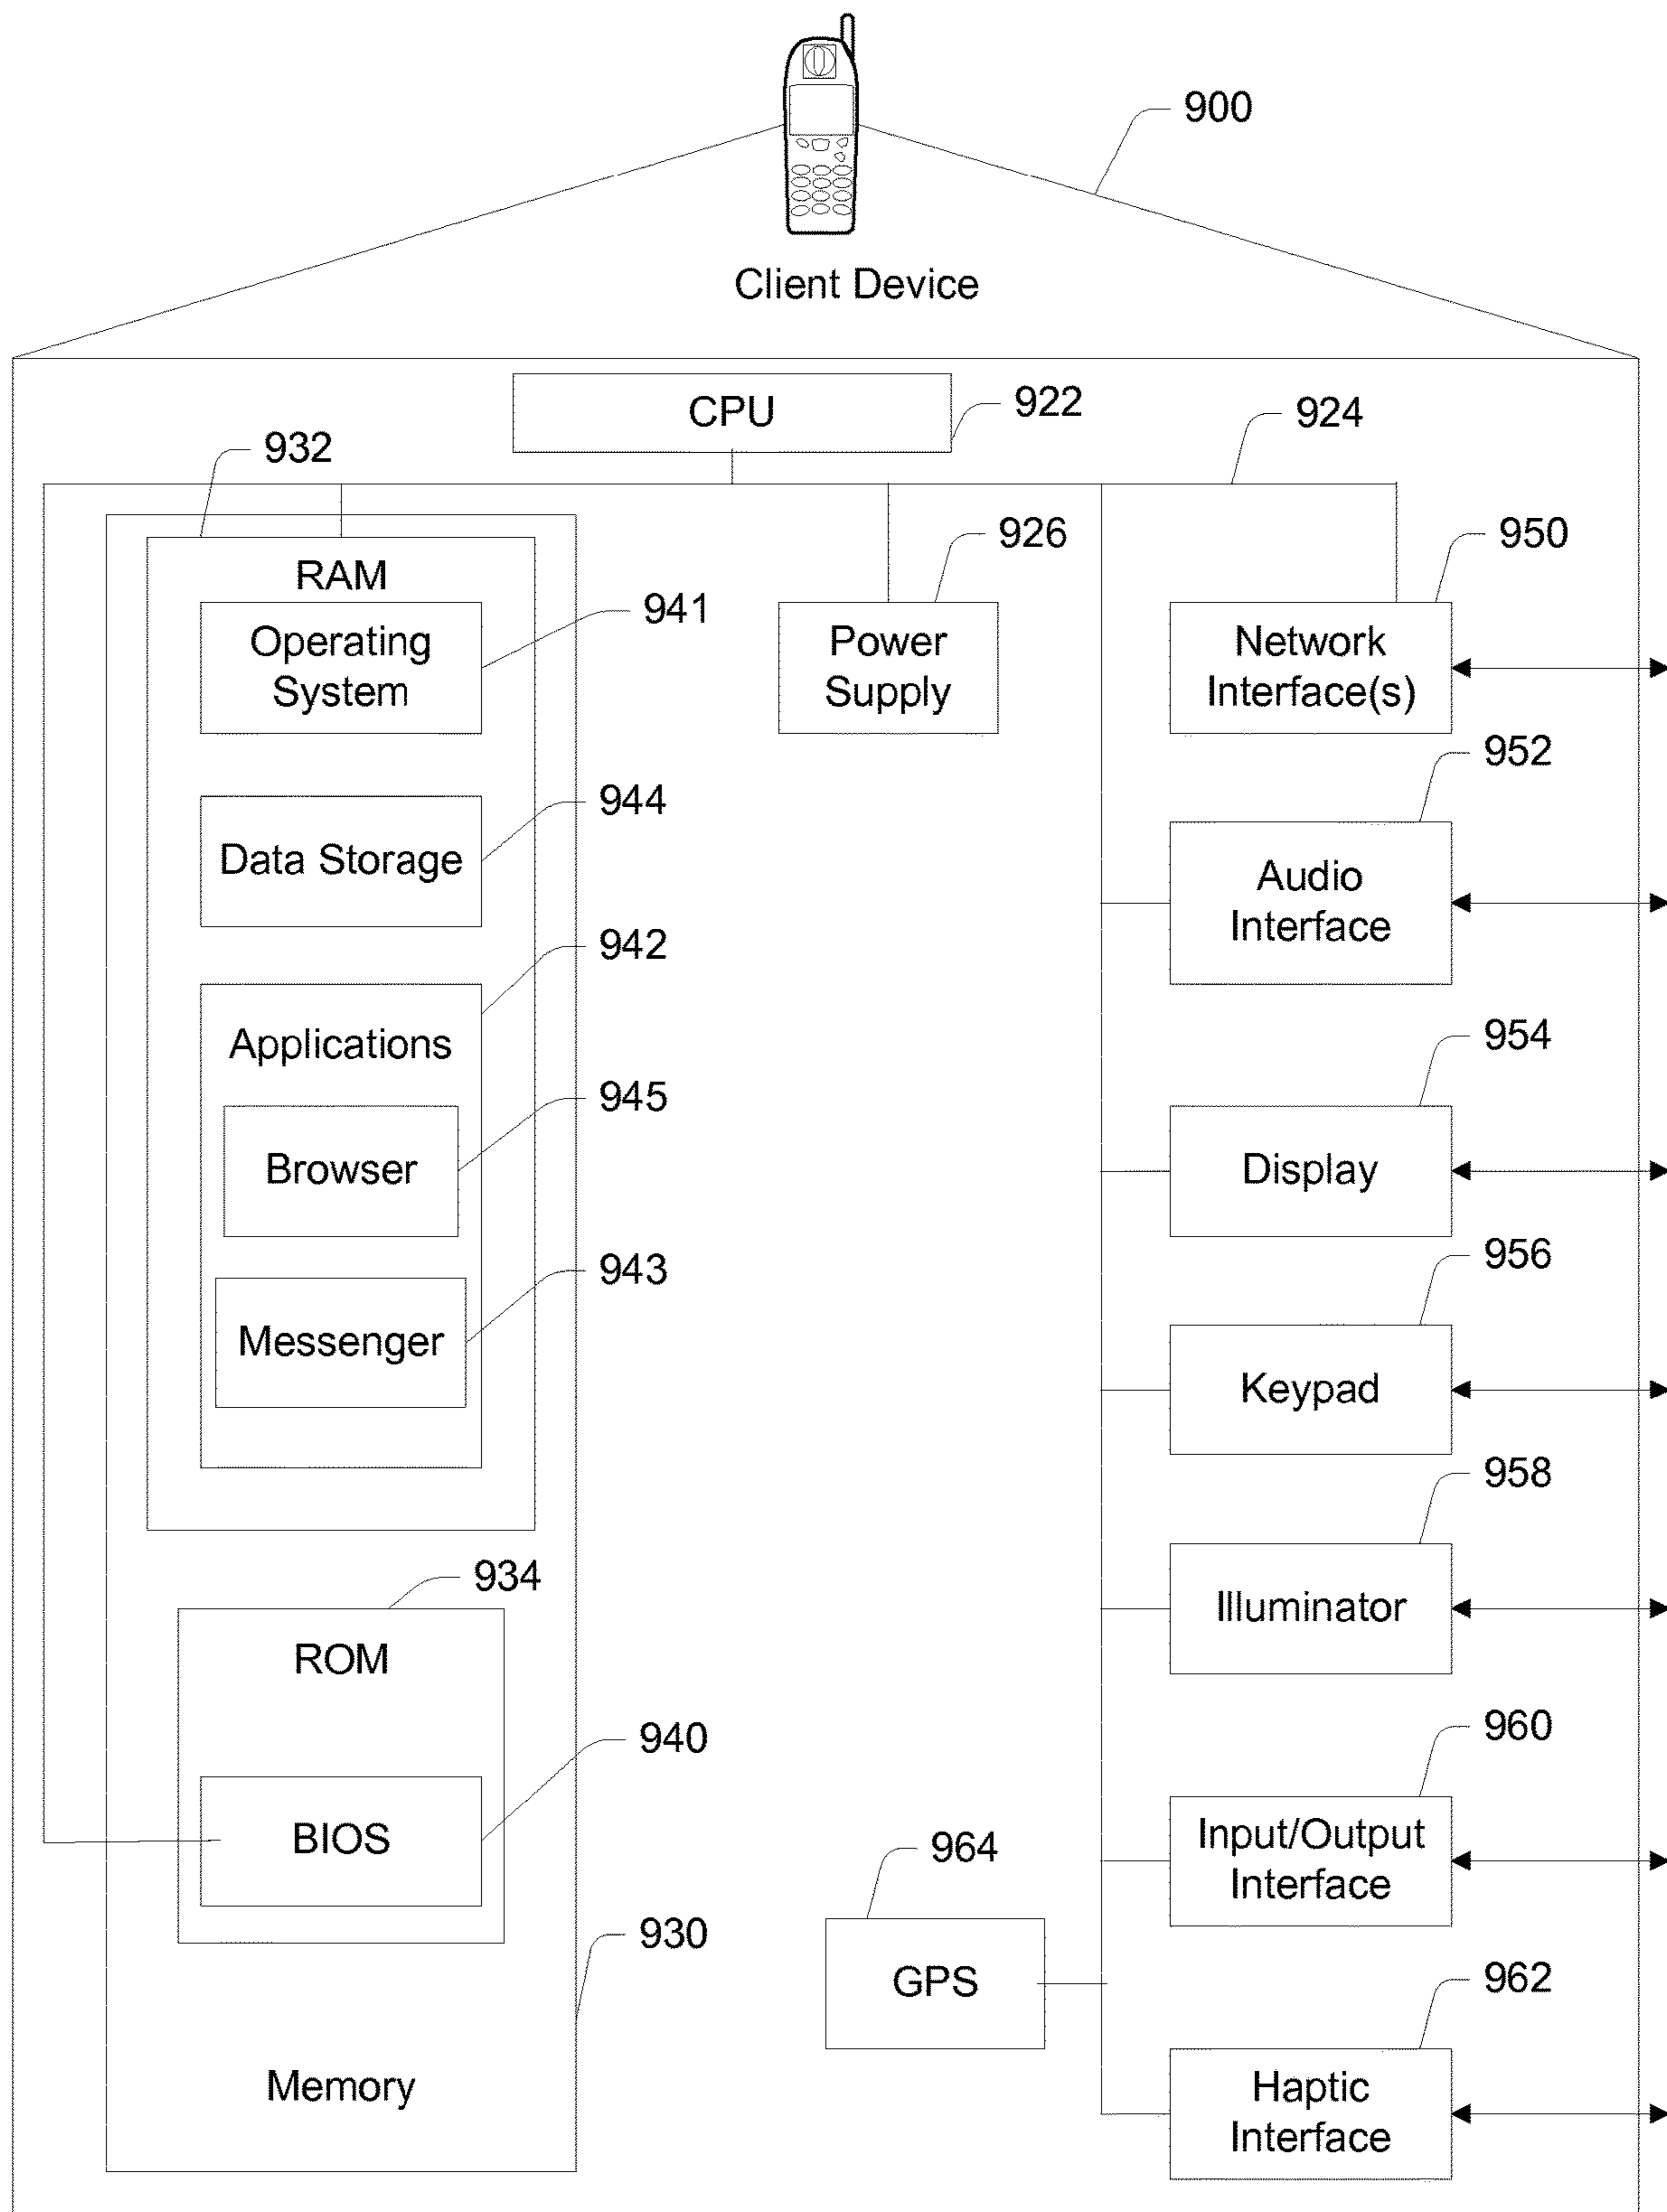 900
Client Device
CPU
922
924
932
RAM
926
950
Operating
System
941
Power
Supply
Network
Interface(s)
952
944
Data Storage
Audio
Interface
942
Applications
954
945
Browser
Display
943
956
Messenger
Keypad
958
934
Illuminator
ROM
940
960
BIOS
Input/Output
Interface
964
930
GPS
962
Memory
Haptic
Interface